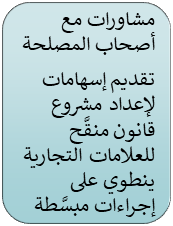 مشاورات مع
أصحاب المصلحة
تقديم إسهامات
لإعداد مشروع
قانون منقَّح
للعلامات التجارية
ينطوي على
إجراءات مبسَّطة